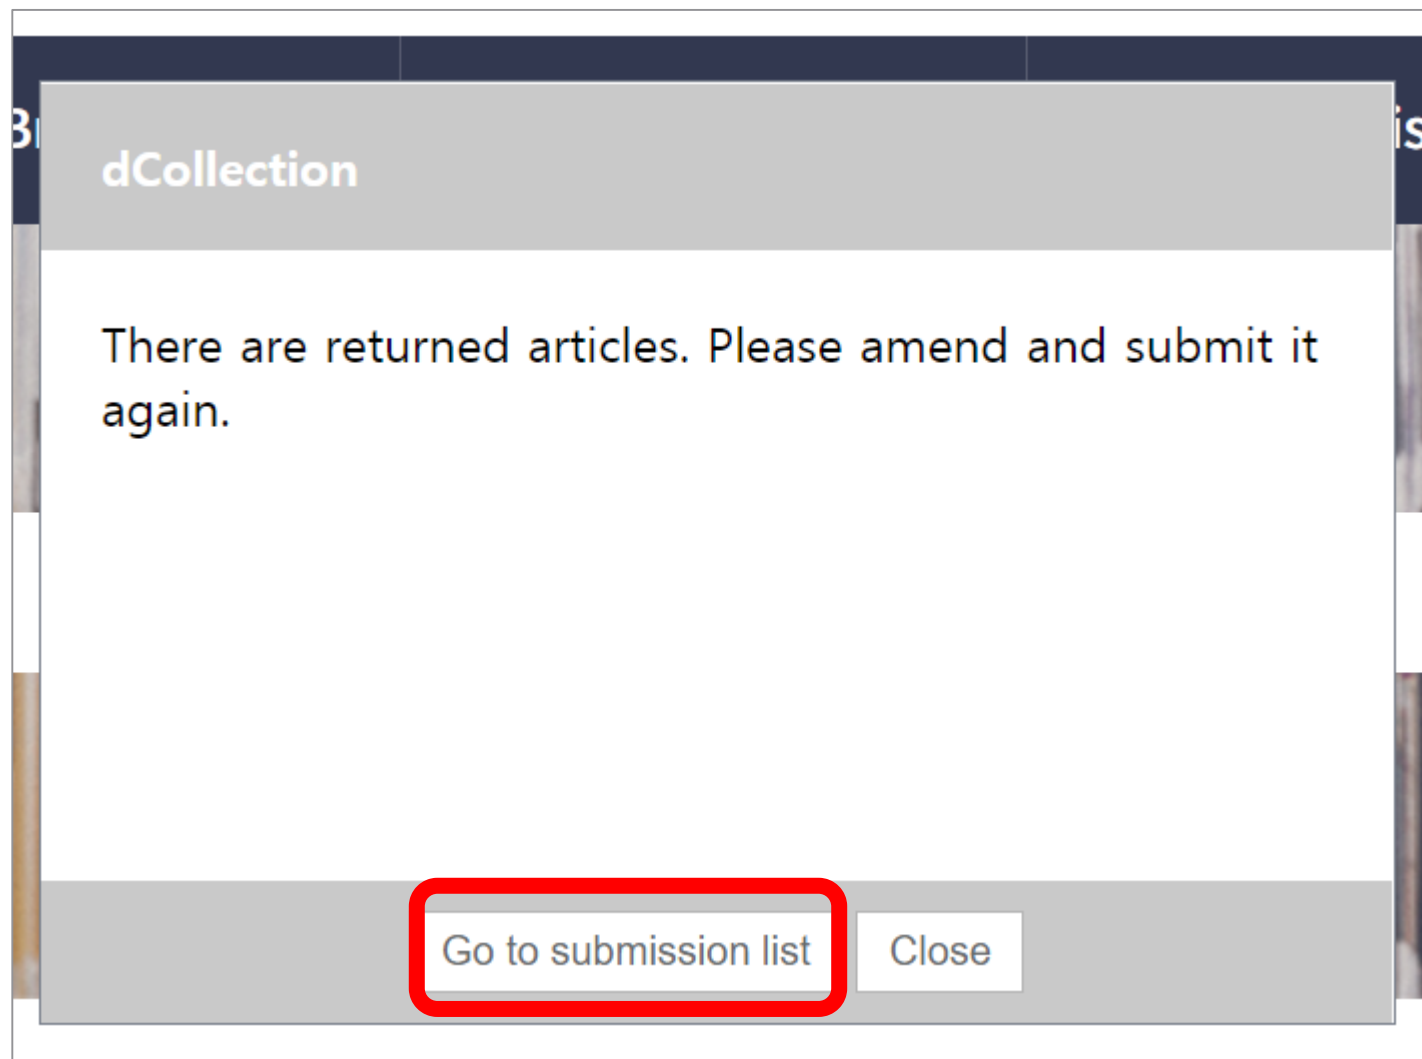 dCollection
There are returned articles. Please amend and submit it
again.
Go to submission list
Close